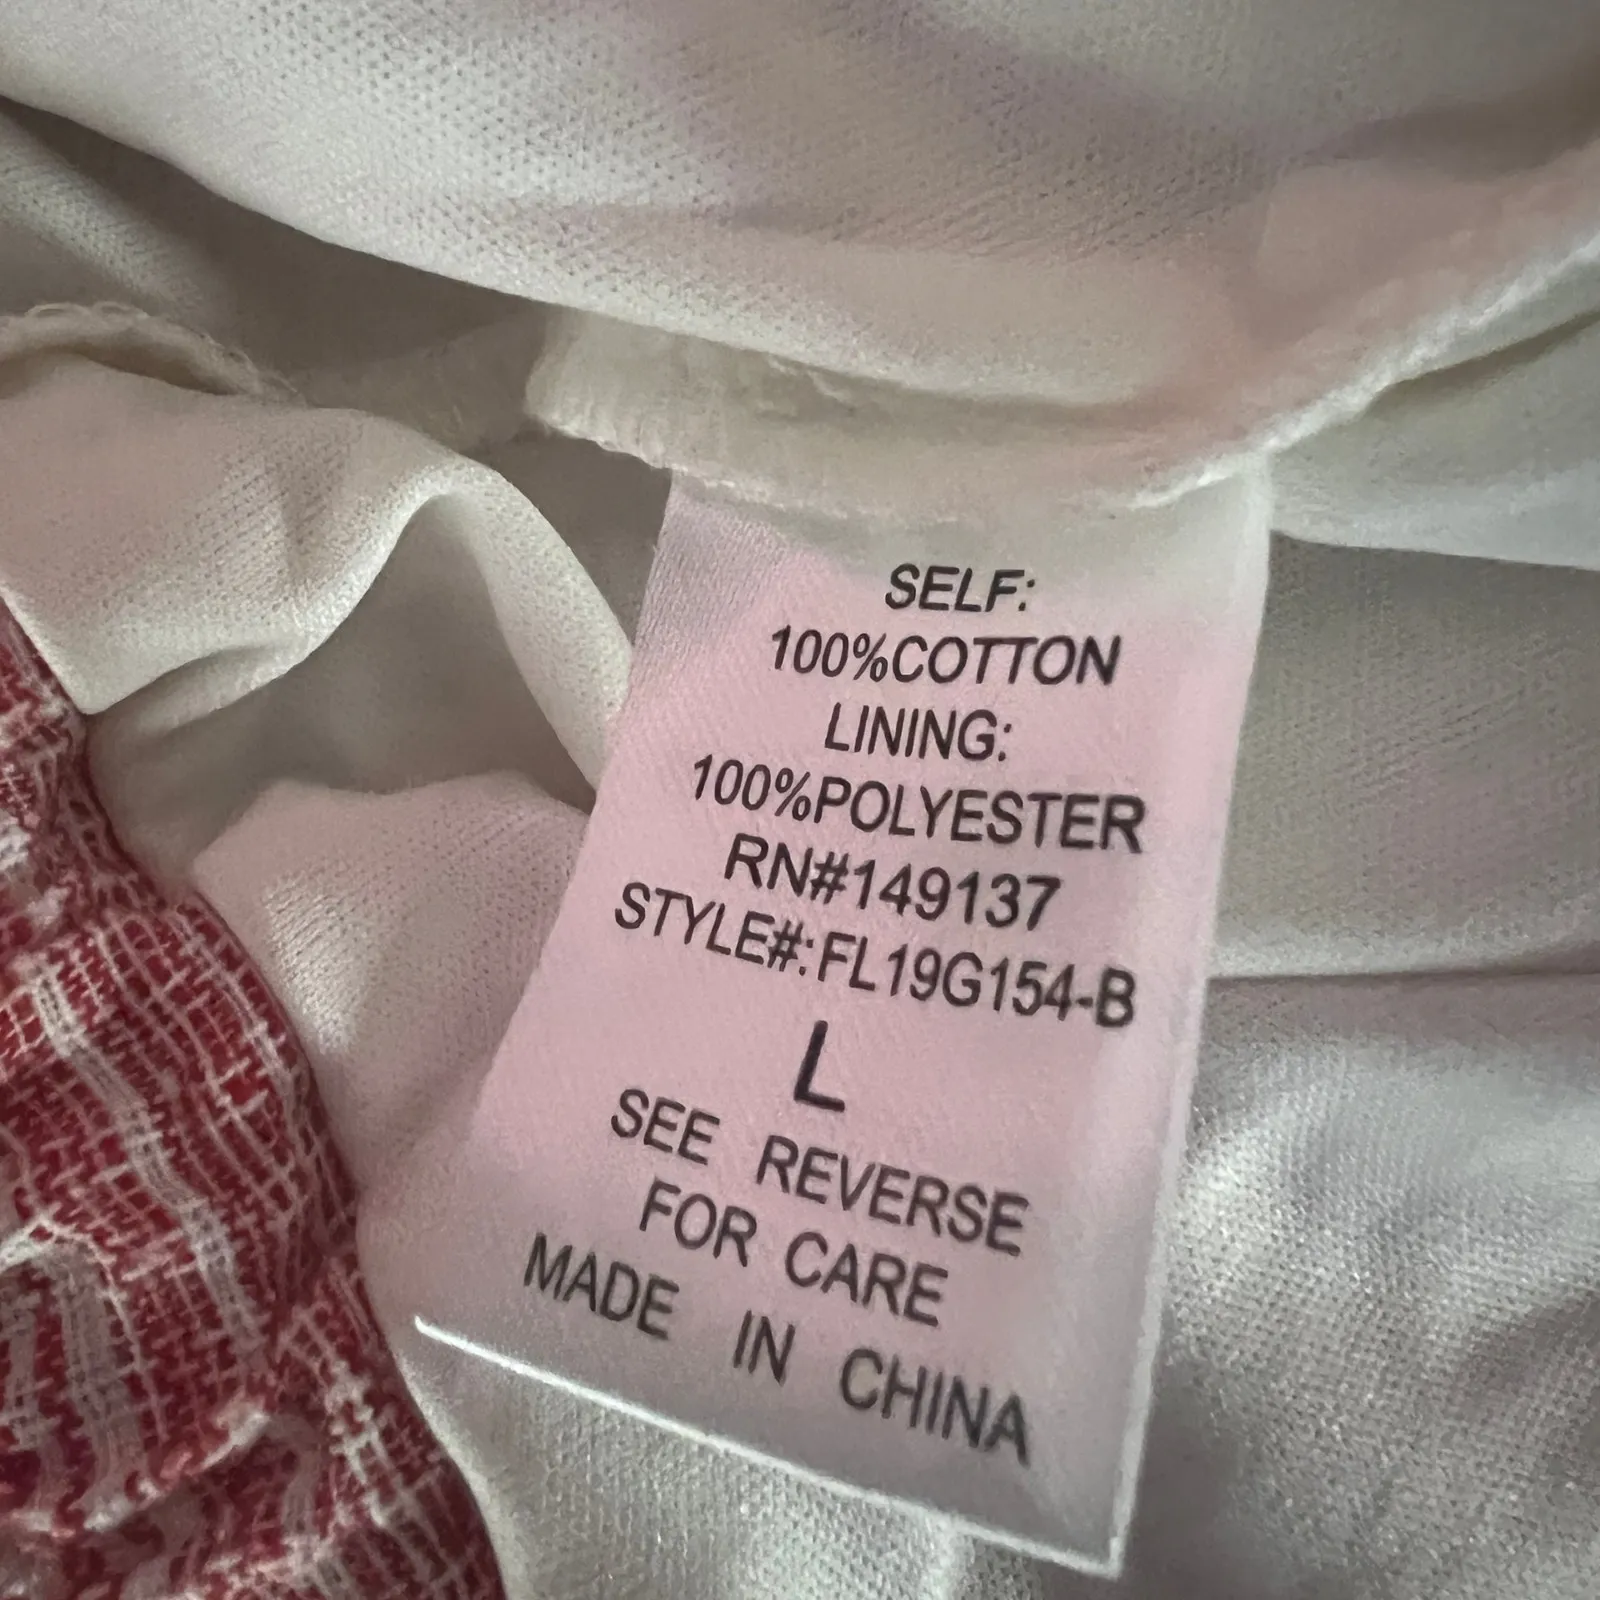 SELF:
100%COTTON
LINING:
100%POLYESTER
RN#149137
STYLE#:FL19G154-B
L
SEE REVERSE
FOR CARE
MADE IN CHINA